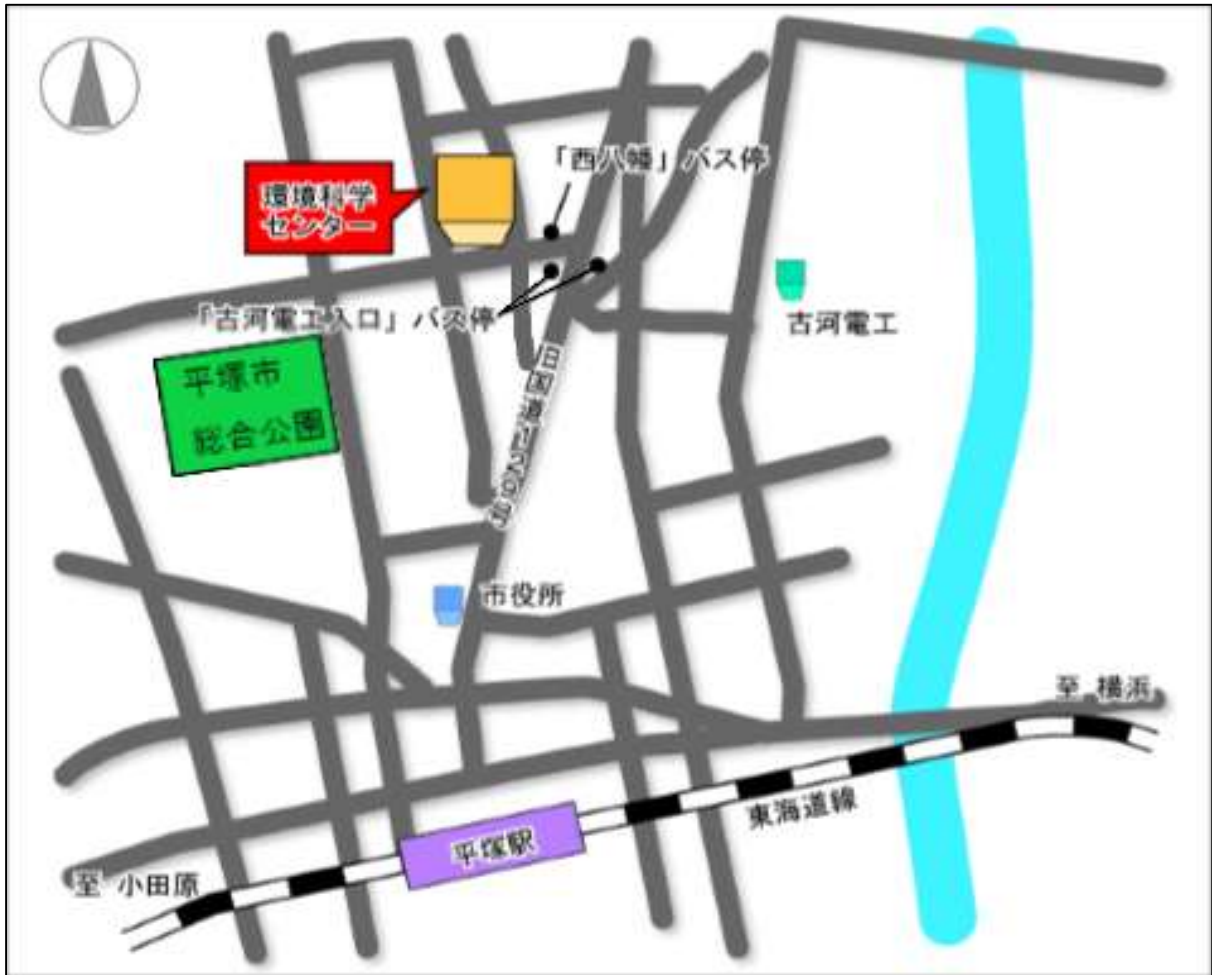 「西八幡」バス停
環境科学
センター
「古河電工入口」バス停
古河電工
平塚市
総合公園
旧国道129号
市役所
至 横浜
東海道線
平塚駅
至 小田原